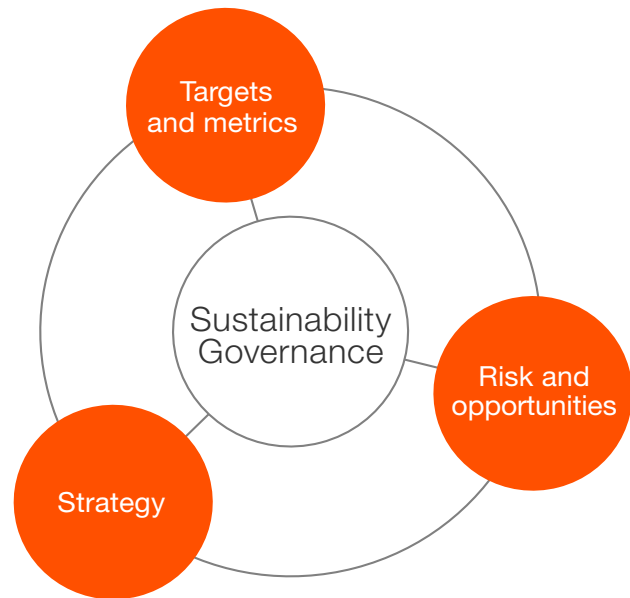 Targets
and metrics
Sustainability
Governance
Risk and
opportunities
Strategy